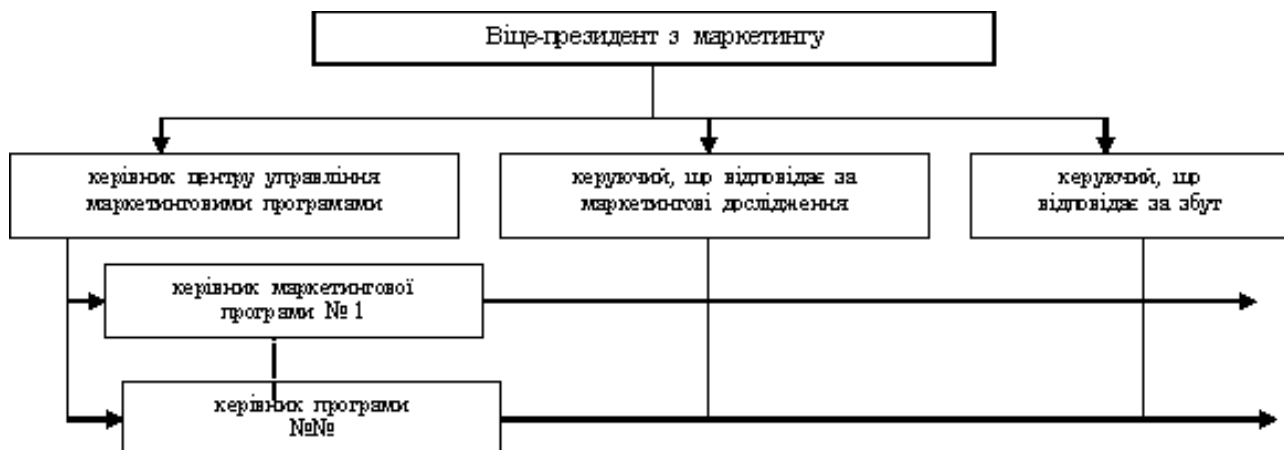 Віце-президент з маркетингу
керівник центру управління
маркетинговими програмами
керуючий, що відповідає за
маркетингові дослідження
керуючий, що
відповідає за збут
керівник маркетингової
програми № 1
керівник програми
№№